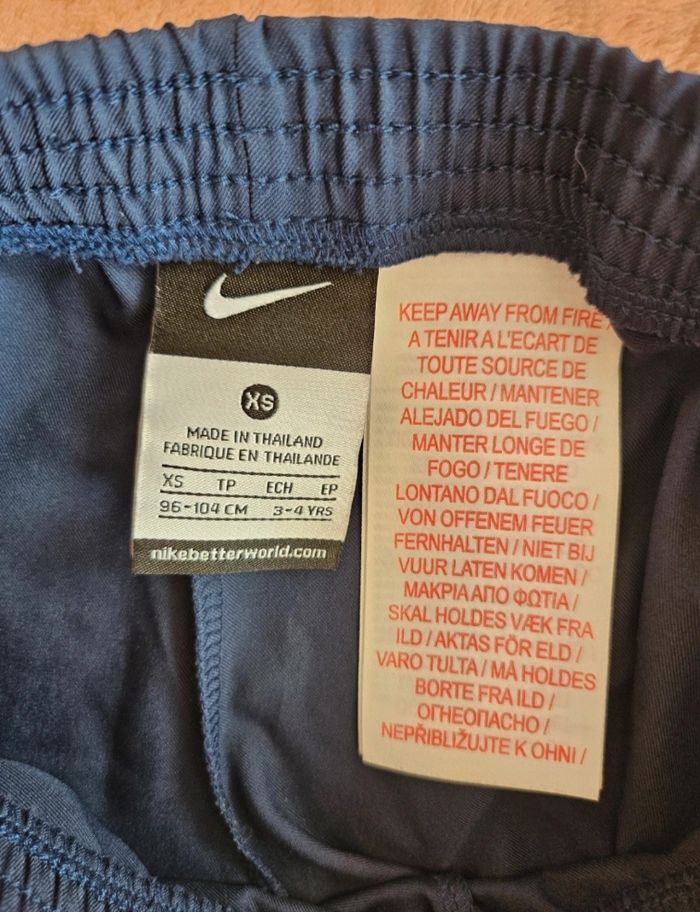 XS
MADE IN THAILAND
FABRIQUE EN THAILANDE
XS TP ECH EP
96-104 CM 3-4 YRS
nikebetterworld.com
KEEP AWAY FROM FIRE /
A TENIR A L'ECART DE
TOUTE SOURCE DE
CHALEUR / MANTENER
ALEJADO DEL FUEGO /
MANTER LONGE DE
FOGO / TENERE
LONTANO DAL FUOCO /
VON OFFENEM FEUER
FERNHALTEN / NIET BIJ
VUUR LATEN KOMEN /
ΜΑΚΡΙΑ ΑΠΟ ΦΩΤΙΑ /
SKAL HOLDES VÆK FRA
ILD / AKTAS FÖR ELD /
VARO TULTA / MÅ HOLDES
BORTE FRA ILD /
ОГНЕОПАСНО /
NEPŘIBLIŽUJTE K OHNI /